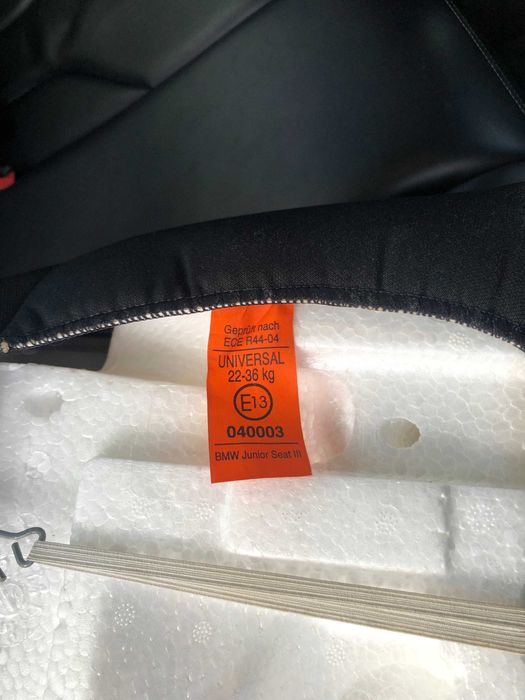 Geprüft nach
ECE R44-04
UNIVERSAL
22-36 kg
E13
040003
BMW Junior Seat III